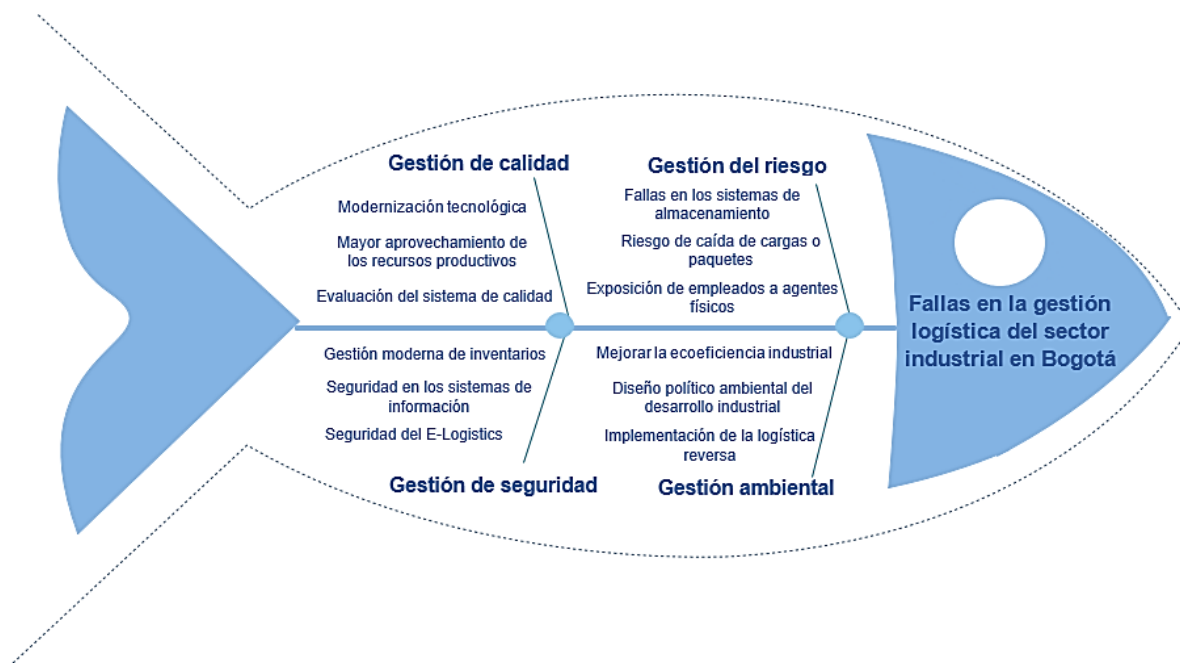 Gestión de calidad
Modernización tecnológica
Mayor aprovechamiento de
los recursos productivos
Evaluación del sistema de calidad
Gestión del riesgo
Fallas en los sistemas de
almacenamiento
Riesgo de caída de cargas o
paquetes
Exposición de empleados a agentes
físicos
Gestión moderna de inventarios
Seguridad en los sistemas de
información
Seguridad del E-Logistics
Gestión de seguridad
Mejorar la ecoeficiencia industrial
Diseño político ambiental del
desarrollo industrial
Implementación de la logística
reversa
Gestión ambiental
Fallas en la gestión
logística del sector
industrial en Bogotá